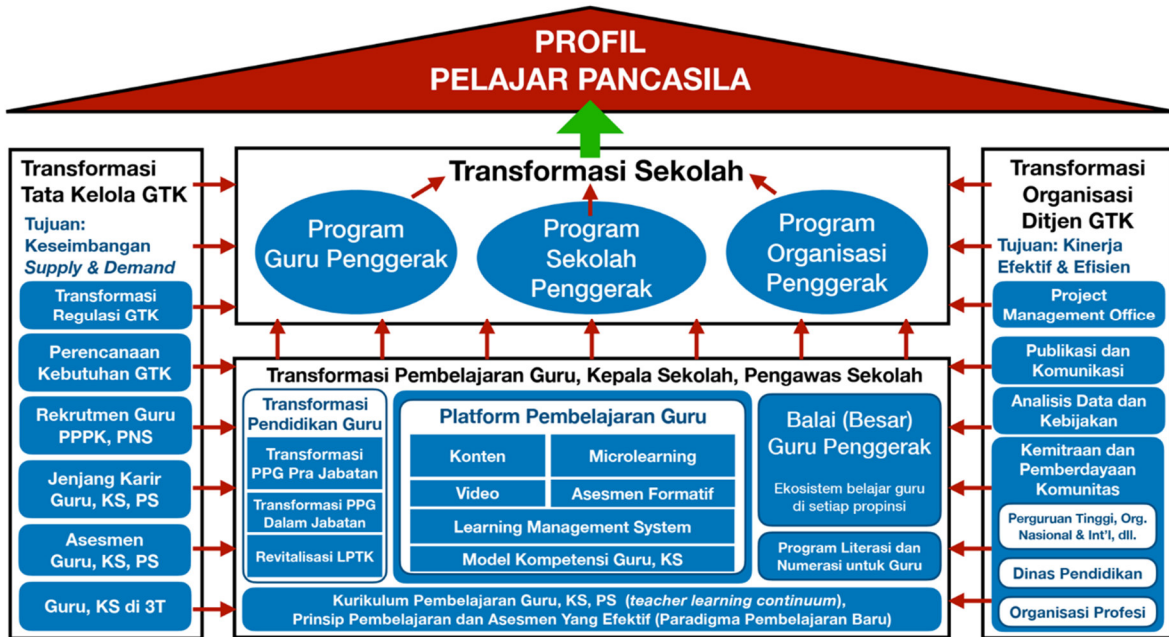 PROFIL
PELAJAR PANCASILA
Transformasi
Tata Kelola GTK
Tujuan:
Keseimbangan
Supply & Demand
Transformasi
Regulasi GTK
Perencanaan
Kebutuhan GTK
Rekrutmen Guru
PPPK, PNS
Jenjang Karir
Guru, KS, PS
Asesmen
Guru, KS, PS
Guru, KS di 3T
Transformasi Sekolah
Program
Guru Penggerak
Program
Sekolah
Penggerak
Program
Organisasi
Penggerak
Transformasi Pembelajaran Guru, Kepala Sekolah, Pengawas Sekolah
Transformasi
Pendidikan Guru
Transformasi
PPG Pra Jabatan
Transformasi PPG
Dalam Jabatan
Revitalisasi LPTK
Platform Pembelajaran Guru
Konten
Microlearning
Video
Asesmen Formatif
Learning Management System
Model Kompetensi Guru, KS
Balai (Besar)
Guru Penggerak
Ekosistem belajar guru
di setiap propinsi
Program Literasi dan
Numerasi untuk Guru
Kurikulum Pembelajaran Guru, KS, PS (teacher learning continuum),
Prinsip Pembelajaran dan Asesmen Yang Efektif (Paradigma Pembelajaran Baru)
Transformasi
Organisasi
Ditjen GTK
Tujuan: Kinerja
Efektif & Efisien
Project
Management Office
Publikasi dan
Komunikasi
Analisis Data dan
Kebijakan
Kemitraan dan
Pemberdayaan
Komunitas
Perguruan Tinggi, Org.
Nasional & Int'l, dll.
Dinas Pendidikan
Organisasi Profesi